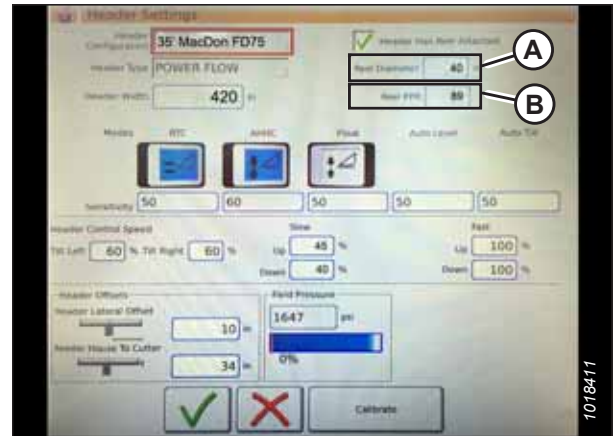 Header Settings
Header Configuration 35' MacDon FD75 Header Has Reel Attached
A
Header Type POWER FLOW Reel Diameter 40 in
Header Width 420 in Reel PPR 89
B
Modes RTC AHHC Float Auto Level Auto Tilt
Sensitivity 50 60 50 50 50
Header Control Speed Slow Fast
Tilt Left 60 % Tilt Right 60 % Up 45 % Up 100 %
Down 40 % Down 100 %
Header Offsets Field Pressure
Header Lateral Offset 1647 psi
10 in
Feeder House To Cutter 0%
34 in
Calibrate
1018411